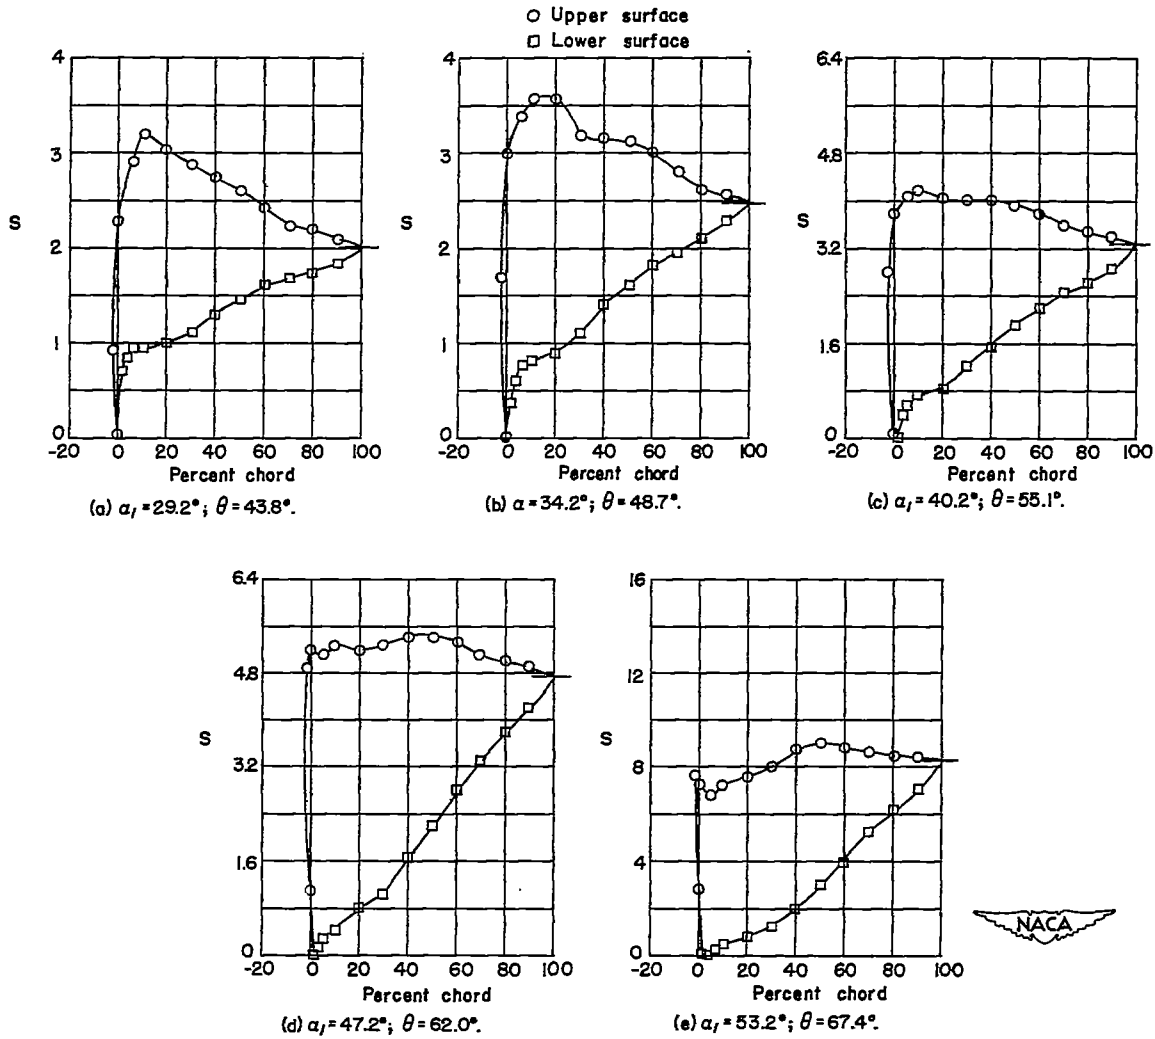 Upper surface
Lower surface
4
3
S
2
1
0
-20 0 20 40 60 80 100
Percent chord
(a) α₁=29.2°; θ=43.8°.
4
3
S
2
1
0
-20 0 20 40 60 80 100
Percent chord
(b) α=34.2°; θ=48.7°.
6.4
4.8
S
3.2
1.6
0
-20 0 20 40 60 80 100
Percent chord
(c) α₁=40.2°; θ=55.1°.
6.4
4.8
S
3.2
1.6
0
-20 0 20 40 60 80 100
Percent chord
(d) α₁=47.2°; θ=62.0°.
16
12
S
8
4
0
-20 0 20 40 60 80 100
Percent chord
(e) α₁=53.2°; θ=67.4°.
NACA